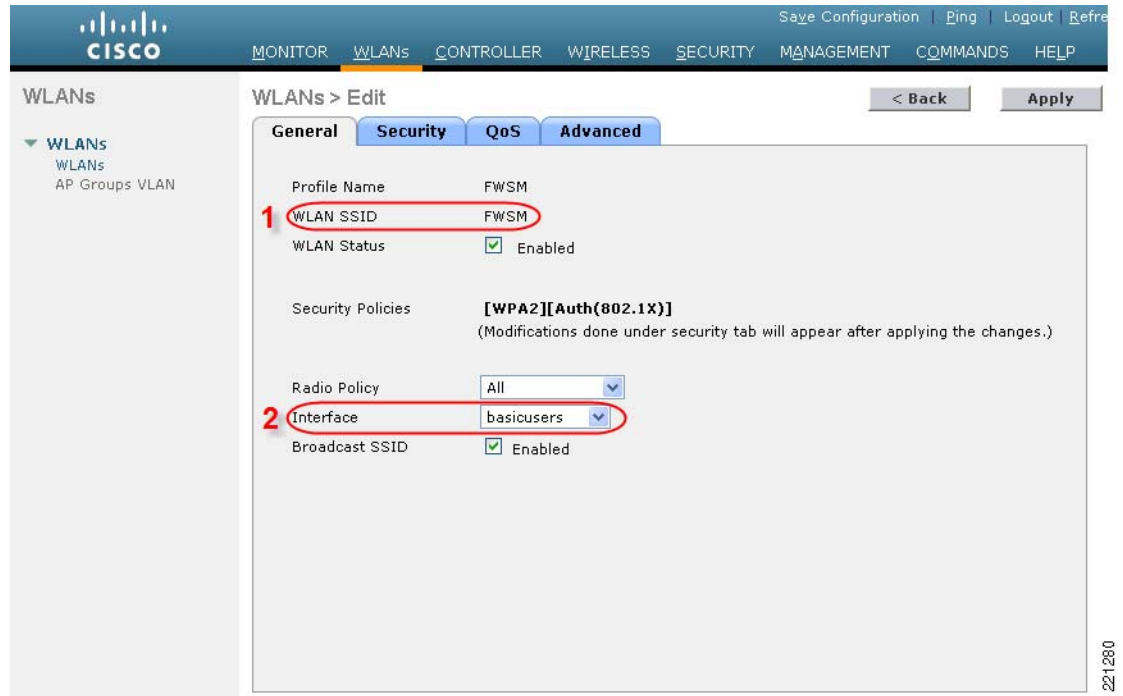 Save Configuration | Ping | Logout | Refre
CISCO
MONITOR WLANs CONTROLLER WIRELESS SECURITY MANAGEMENT COMMANDS HELP
WLANs
WLANs > Edit
< Back
Apply
General Security QoS Advanced
WLANs
WLANs
AP Groups VLAN
Profile Name FWSM
1 WLAN SSID FWSM
WLAN Status Enabled
Security Policies [WPA2][Auth(802.1X)]
(Modifications done under security tab will appear after applying the changes.)
Radio Policy All
2 Interface basicusers
Broadcast SSID Enabled
221280